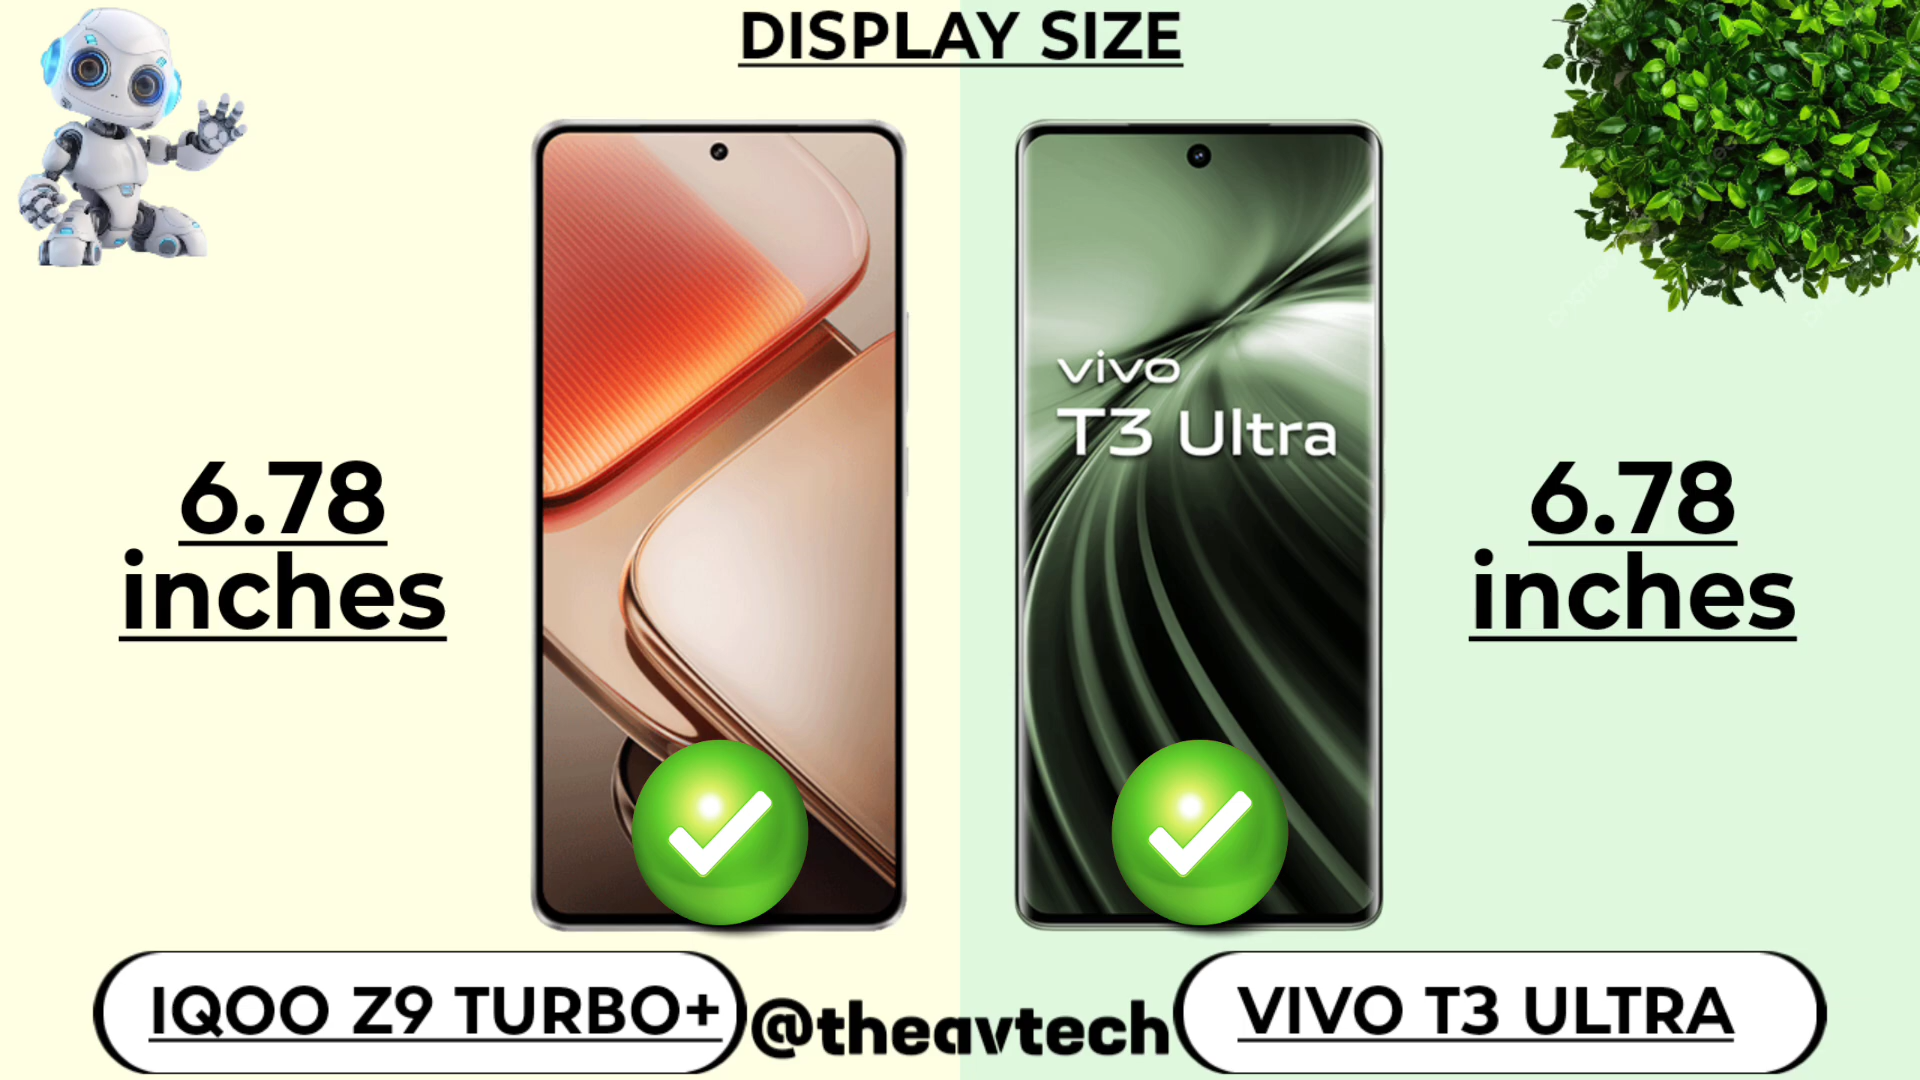 DISPLAY SIZE
vivo
T3 Ultra
6.78
inches
6.78
inches
IQOO Z9 TURBO+
@theavtech
VIVO T3 ULTRA